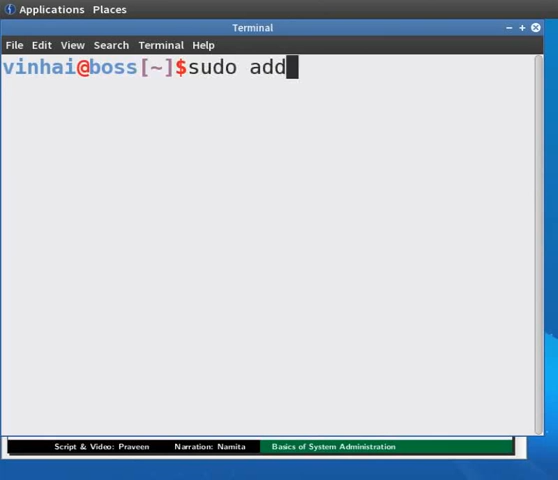 Applications Places
Terminal
File Edit View Search Terminal Help
vinhai@boss[~]$sudo add
Script & Video: Praveen Narration: Namita Basics of System Administration